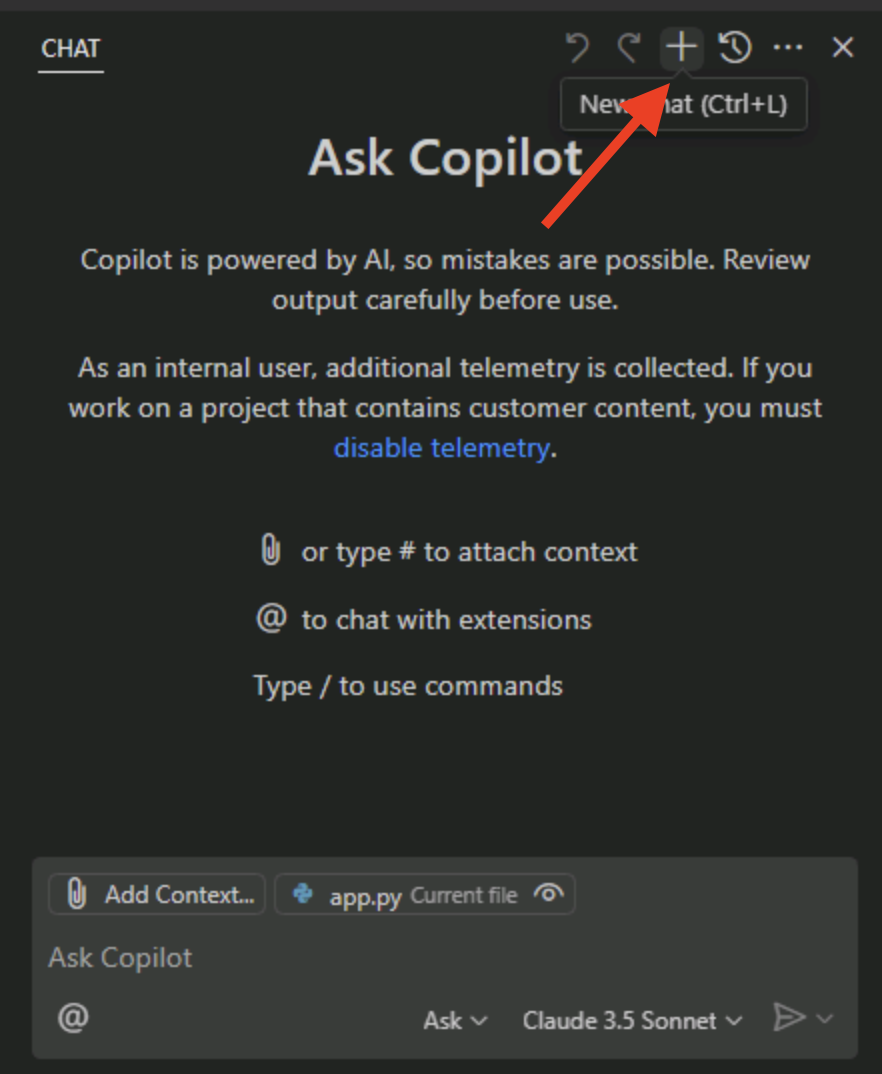 CHAT
New hat (Ctrl+L)
Ask Copilot
Copilot is powered by AI, so mistakes are possible. Review
output carefully before use.
As an internal user, additional telemetry is collected. If you
work on a project that contains customer content, you must
disable telemetry.
or type # to attach context
@ to chat with extensions
Type / to use commands
Add Context...
app.py Current file
Ask Copilot
@
Ask
Claude 3.5 Sonnet